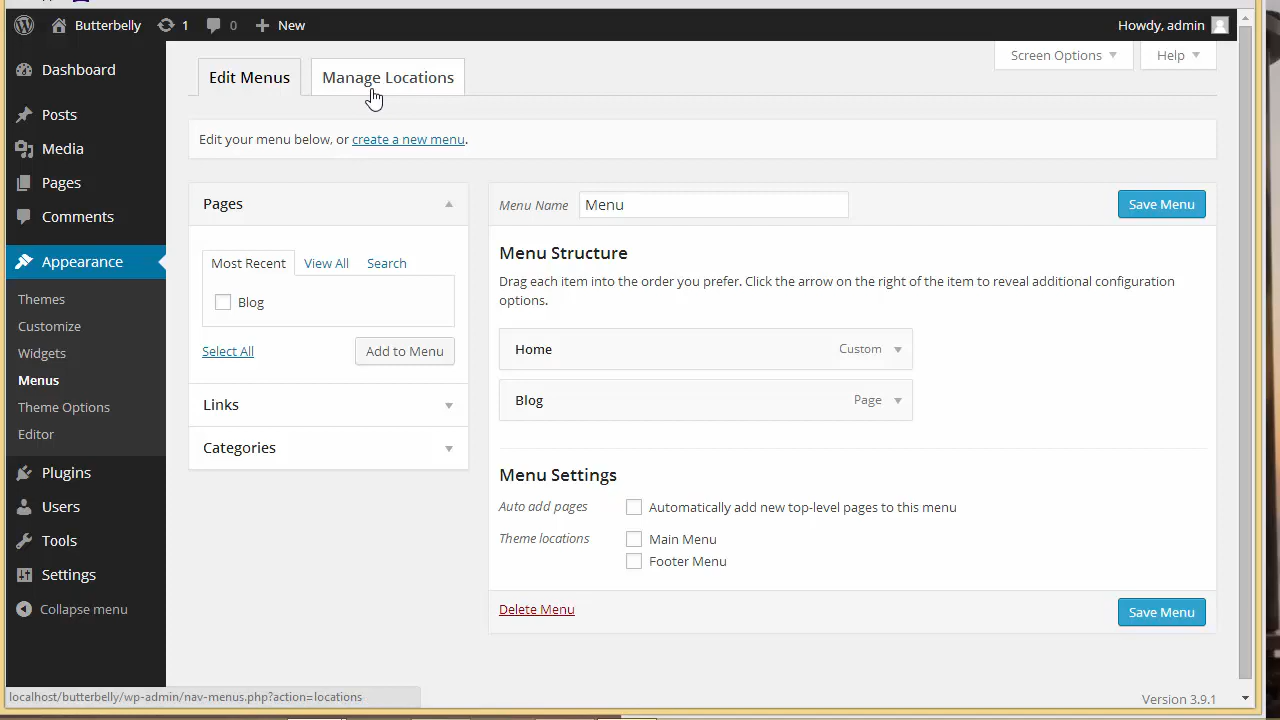 Butterbelly 1 0 New Howdy, admin
Screen Options Help
Edit Menus Manage Locations
Edit your menu below, or create a new menu.
Dashboard
Posts
Media
Pages
Comments
Appearance
Themes
Customize
Widgets
Menus
Theme Options
Editor
Plugins
Users
Tools
Settings
Collapse menu
Pages
Most Recent View All Search
Blog
Select All Add to Menu
Links
Categories
Menu Name Menu Save Menu
Menu Structure
Drag each item into the order you prefer. Click the arrow on the right of the item to reveal additional configuration
options.
Home Custom
Blog Page
Menu Settings
Auto add pages Automatically add new top-level pages to this menu
Theme locations Main Menu
Footer Menu
Delete Menu Save Menu
localhost/butterbelly/wp-admin/nav-menus.php?action=locations
Version 3.9.1